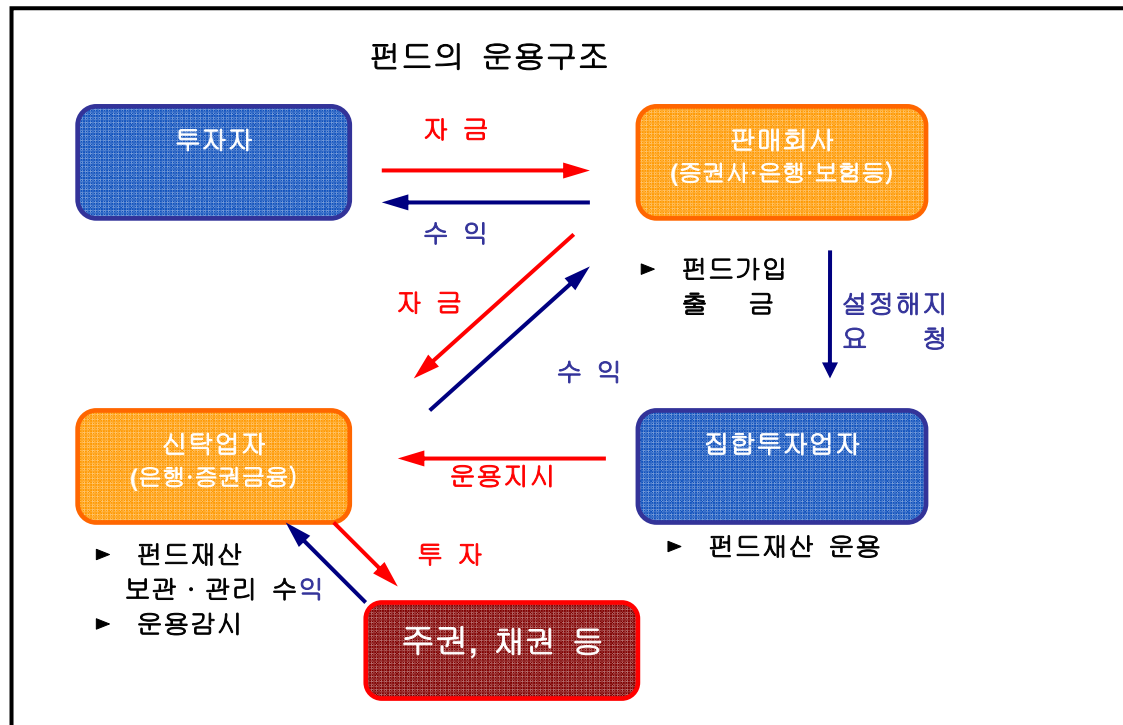 펀드의 운용구조
투자자
자 금
판매회사
(증권사·은행·보험등)
수 익
► 펀드가입
출 금
설정해지
요 청
자 금
수 익
신탁업자
(은행·증권금융)
운용지시
집합투자업자
► 펀드재산
보관·관리 수익
► 운용감시
투 자
► 펀드재산 운용
주권, 채권 등